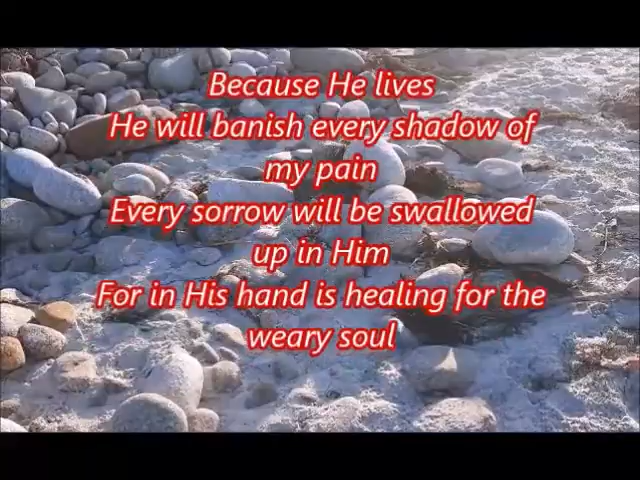 Because He lives
He will banish every shadow of
my pain
Every sorrow will be swallowed
up in Him
For in His hand is healing for the
weary soul